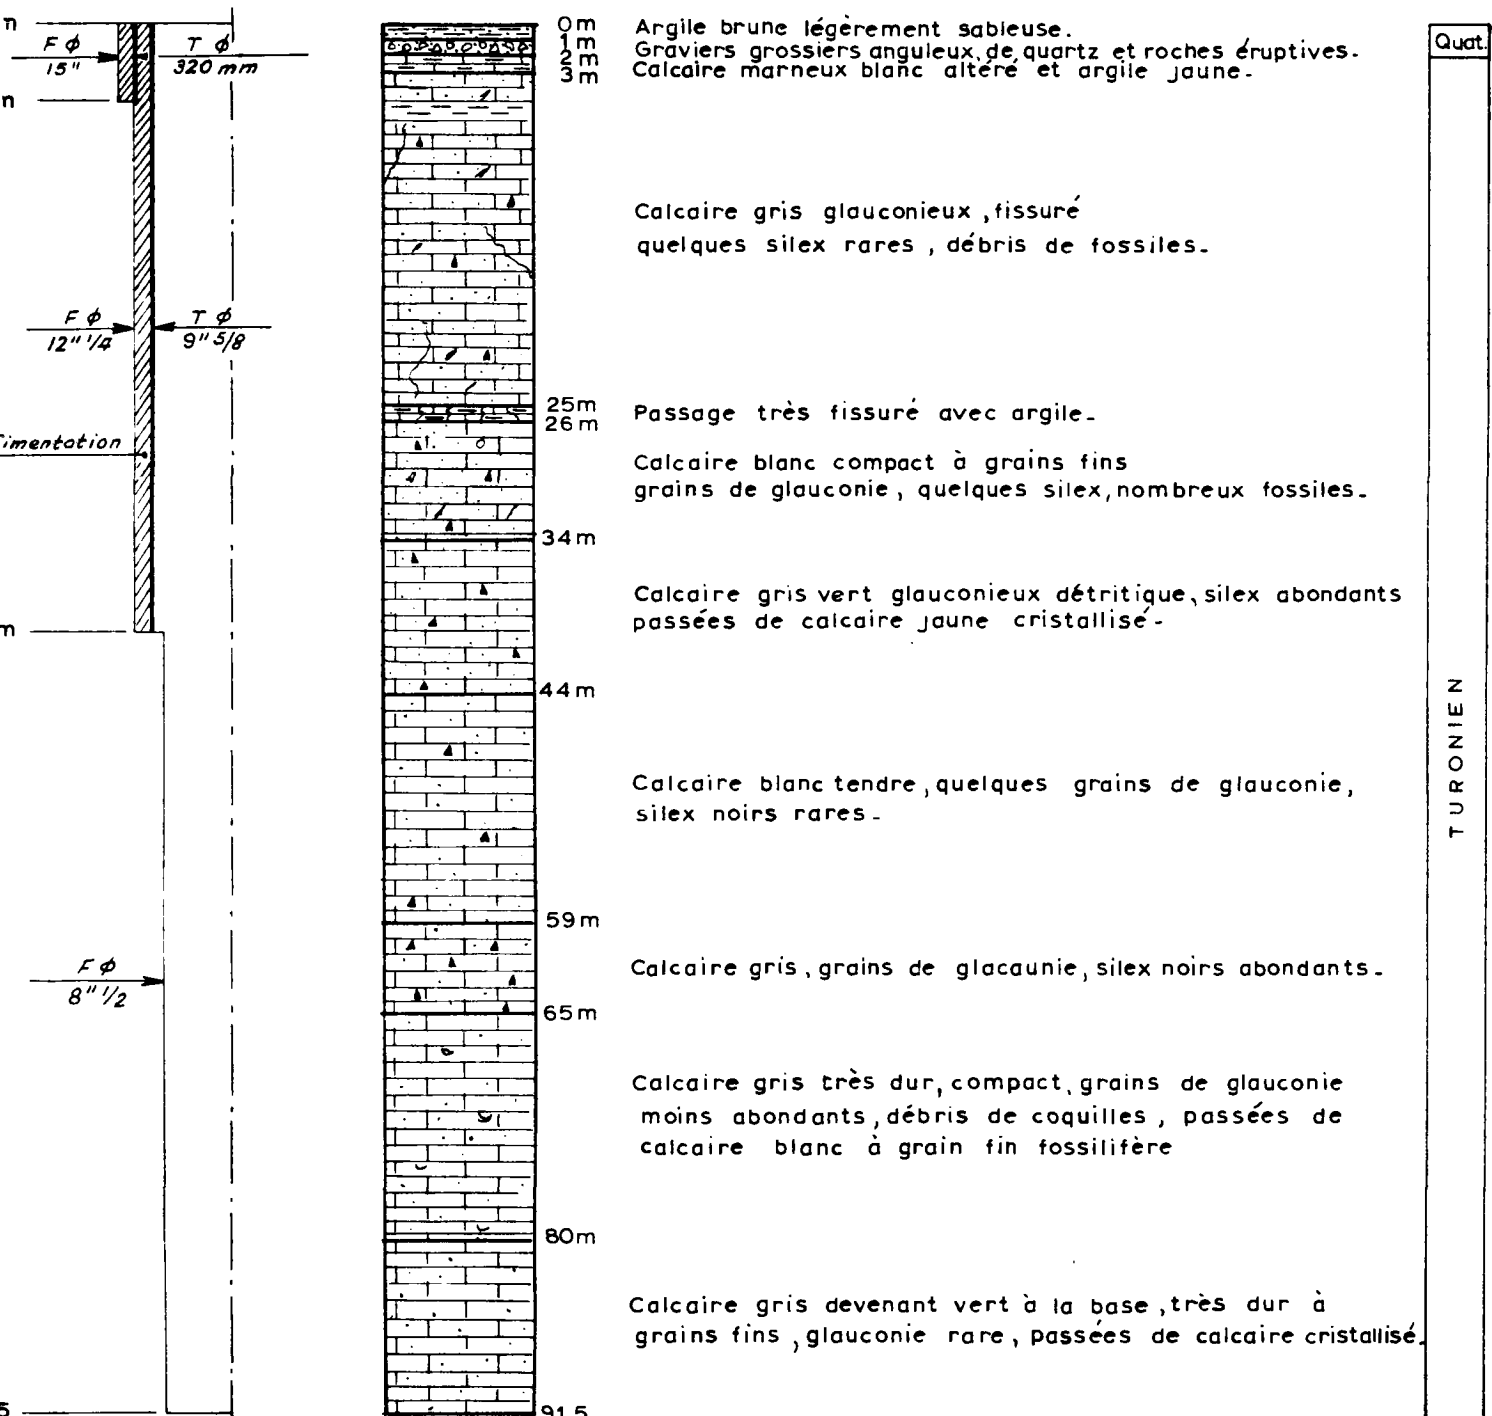 F ϕ
15"
T ϕ
320 mm
F ϕ
12" 1/4
T ϕ
9" 5/8
F ϕ
8" 1/2
0m
1m
2m
3m
25m
26m
34m
44m
59m
65m
80m
91.5
Argile brune légèrement sableuse.
Graviers grossiers anguleux, de quartz et roches éruptives.
Calcaire marneux blanc altéré et argile jaune.
Calcaire gris glauconieux, fissuré
quelques silex rares, débris de fossiles.
Passage très fissuré avec argile.
Calcaire blanc compact à grains fins
grains de glauconie, quelques silex, nombreux fossiles.
Calcaire gris vert glauconieux détritique, silex abondants
passées de calcaire jaune cristallisé.
Calcaire blanc tendre, quelques grains de glauconie,
silex noirs rares.
Calcaire gris, grains de glacaunie, silex noirs abondants.
Calcaire gris très dur, compact, grains de glauconie
moins abondants, débris de coquilles, passées de
calcaire blanc à grain fin fossilifère
Calcaire gris devenant vert à la base, très dur à
grains fins, glauconie rare, passées de calcaire cristallisé.
Quat.
TURONIEN